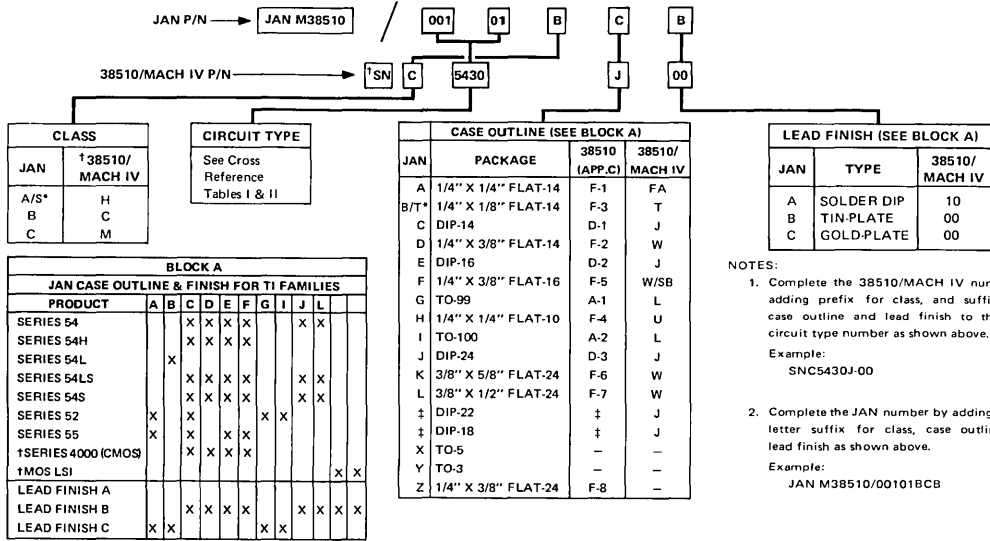 JAN P/N JAN M38510 / 001 01 B C B
38510/MACH IV P/N †SN C 5430 J 00
CLASS
JAN †38510/ MACH IV
A/S* H
B C
C M
CIRCUIT TYPE
See Cross
Reference
Tables I & II
CASE OUTLINE (SEE BLOCK A)
JAN PACKAGE 38510 (APP.C) 38510/ MACH IV
A 1/4" X 1/4" FLAT-14 F-1 FA
B/T* 1/4" X 1/8" FLAT-14 F-3 T
C DIP-14 D-1 J
D 1/4" X 3/8" FLAT-14 F-2 W
E DIP-16 D-2 J
F 1/4" X 3/8" FLAT-16 F-5 W/SB
G TO-99 A-1 L
H 1/4" X 1/4" FLAT-10 F-4 U
I TO-100 A-2 L
J DIP-24 D-3 J
K 3/8" X 5/8" FLAT-24 F-6 W
L 3/8" X 1/2" FLAT-24 F-7 W
‡ DIP-22 ‡ J
‡ DIP-18 ‡ J
X TO-5 – –
Y TO-3 – –
Z 1/4" X 3/8" FLAT-24 F-8 –
LEAD FINISH (SEE BLOCK A)
JAN TYPE 38510/ MACH IV
A SOLDER DIP 10
B TIN-PLATE 00
C GOLD-PLATE 00
BLOCK A
JAN CASE OUTLINE & FINISH FOR TI FAMILIES
PRODUCT A B C D E F G I J L
SERIES 54 X X X X X X
SERIES 54H X X X X
SERIES 54L X
SERIES 54LS X X X X X X
SERIES 54S X X X X X X
SERIES 52 X X X X
SERIES 55 X X X X
†SERIES 4000 (CMOS) X X X X
†MOS LSI X X
LEAD FINISH A
LEAD FINISH B X X X X X X X X
LEAD FINISH C X X X X
NOTES:
1. Complete the 38510/MACH IV num
adding prefix for class, and suffi
case outline and lead finish to th
circuit type number as shown above.
Example:
SNC5430J-00
2. Complete the JAN number by adding
letter suffix for class, case outlin
lead finish as shown above.
Example:
JAN M38510/00101BCB